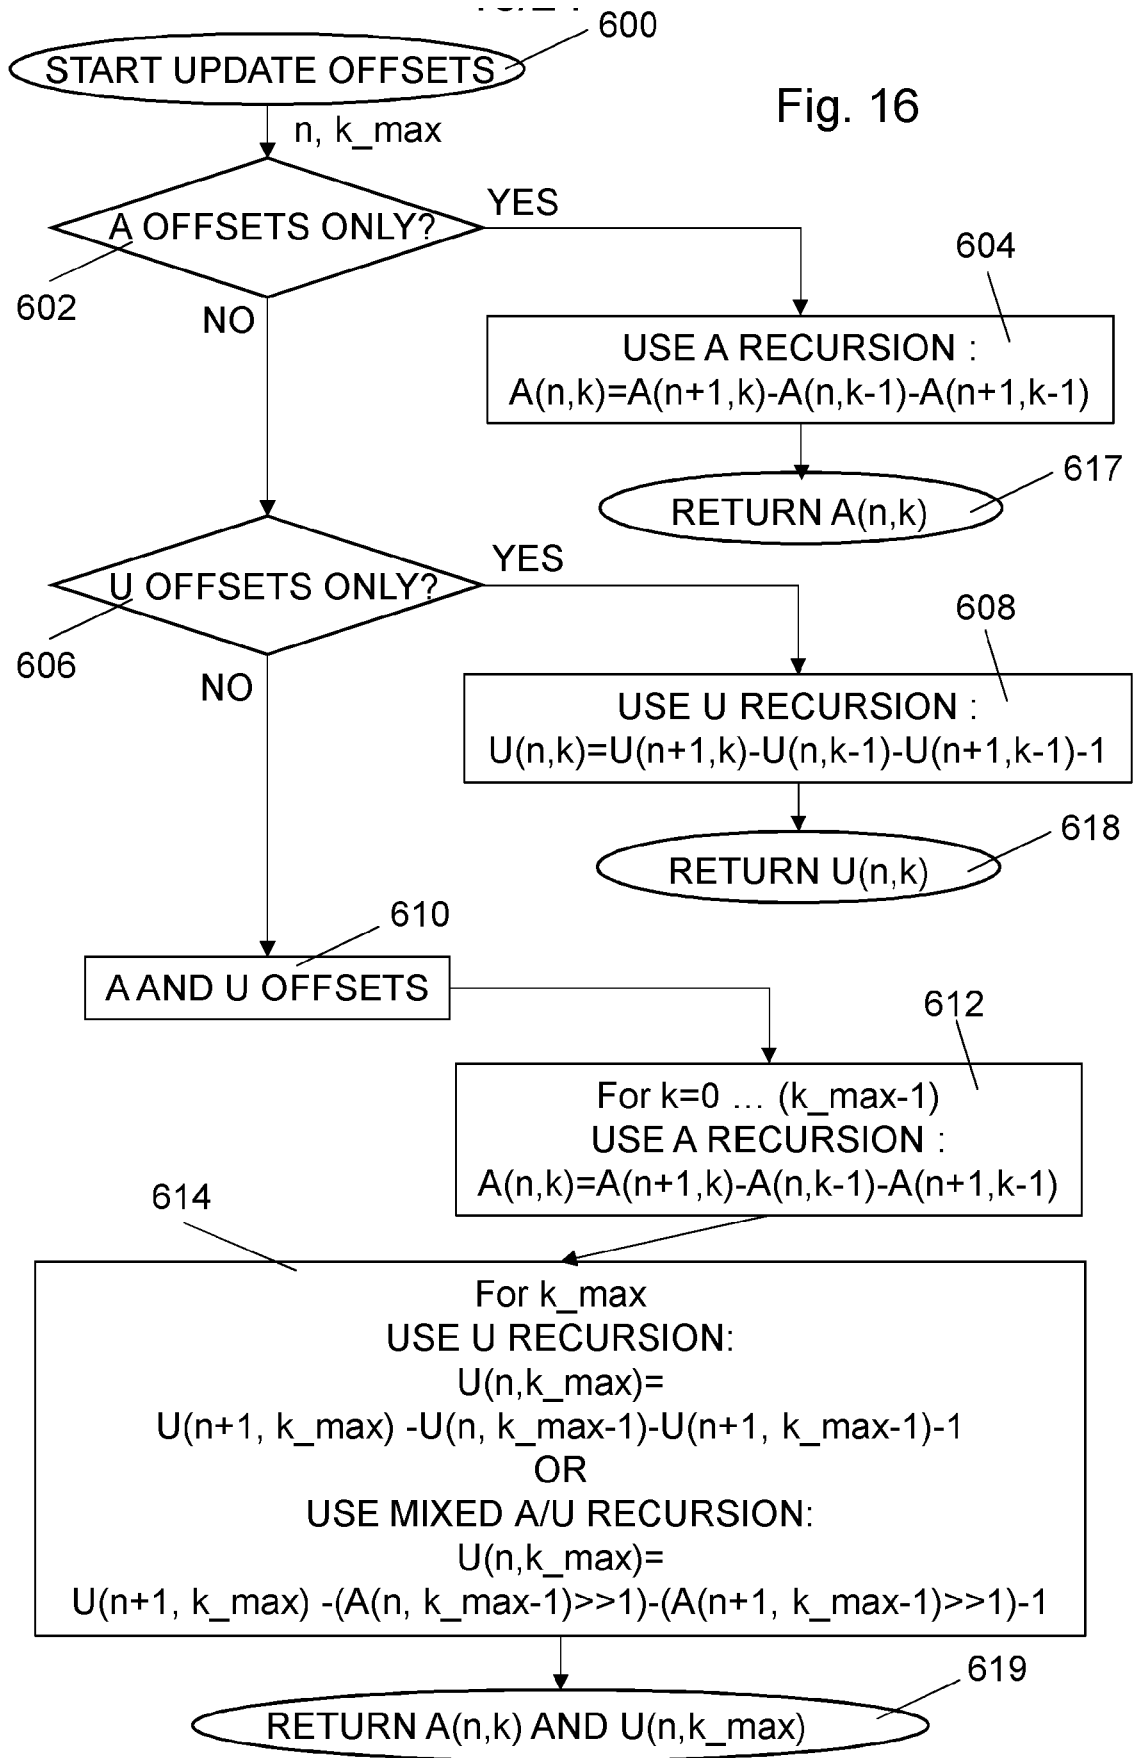 600
START UPDATE OFFSETS
Fig. 16
n, k_max
YES
A OFFSETS ONLY?
602
NO
604
USE A RECURSION :
A(n,k)=A(n+1,k)-A(n,k-1)-A(n+1,k-1)
617
RETURN A(n,k)
YES
U OFFSETS ONLY?
606
NO
608
USE U RECURSION :
U(n,k)=U(n+1,k)-U(n,k-1)-U(n+1,k-1)-1
618
RETURN U(n,k)
610
A AND U OFFSETS
612
For k=0 ... (k_max-1)
USE A RECURSION :
A(n,k)=A(n+1,k)-A(n,k-1)-A(n+1,k-1)
614
For k_max
USE U RECURSION:
U(n,k_max)=
U(n+1, k_max) -U(n, k_max-1)-U(n+1, k_max-1)-1
OR
USE MIXED A/U RECURSION:
U(n,k_max)=
U(n+1, k_max) -(A(n, k_max-1)>>1)-(A(n+1, k_max-1)>>1)-1
619
RETURN A(n,k) AND U(n,k_max)